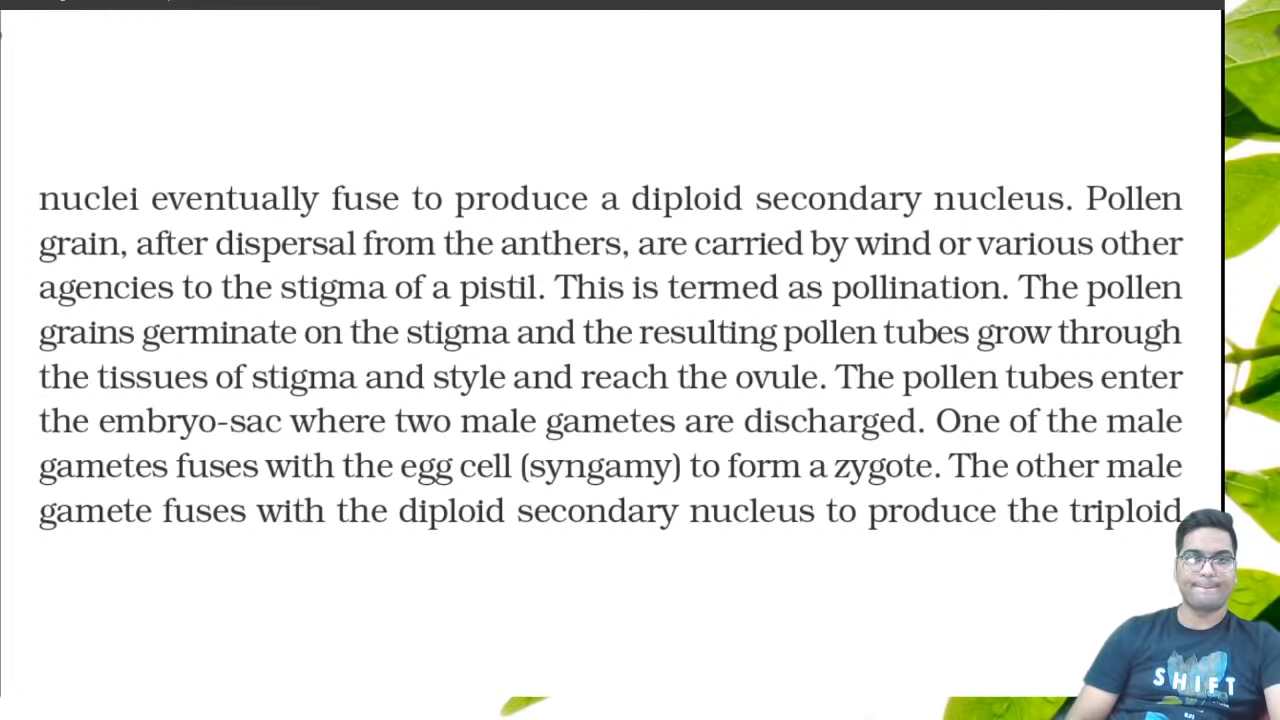 nuclei eventually fuse to produce a diploid secondary nucleus. Pollen
grain, after dispersal from the anthers, are carried by wind or various other
agencies to the stigma of a pistil. This is termed as pollination. The pollen
grains germinate on the stigma and the resulting pollen tubes grow through
the tissues of stigma and style and reach the ovule. The pollen tubes enter
the embryo-sac where two male gametes are discharged. One of the male
gametes fuses with the egg cell (syngamy) to form a zygote. The other male
gamete fuses with the diploid secondary nucleus to produce the triploid
SHIFT